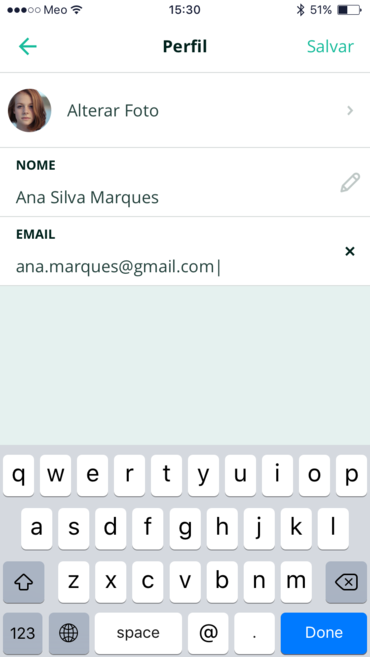 Meo 15:30 51%
Perfil Salvar
Alterar Foto
NOME
Ana Silva Marques
EMAIL
ana.marques@gmail.com
q w e r t y u i o p
a s d f g h j k l
z x c v b n m
123 space @ . Done